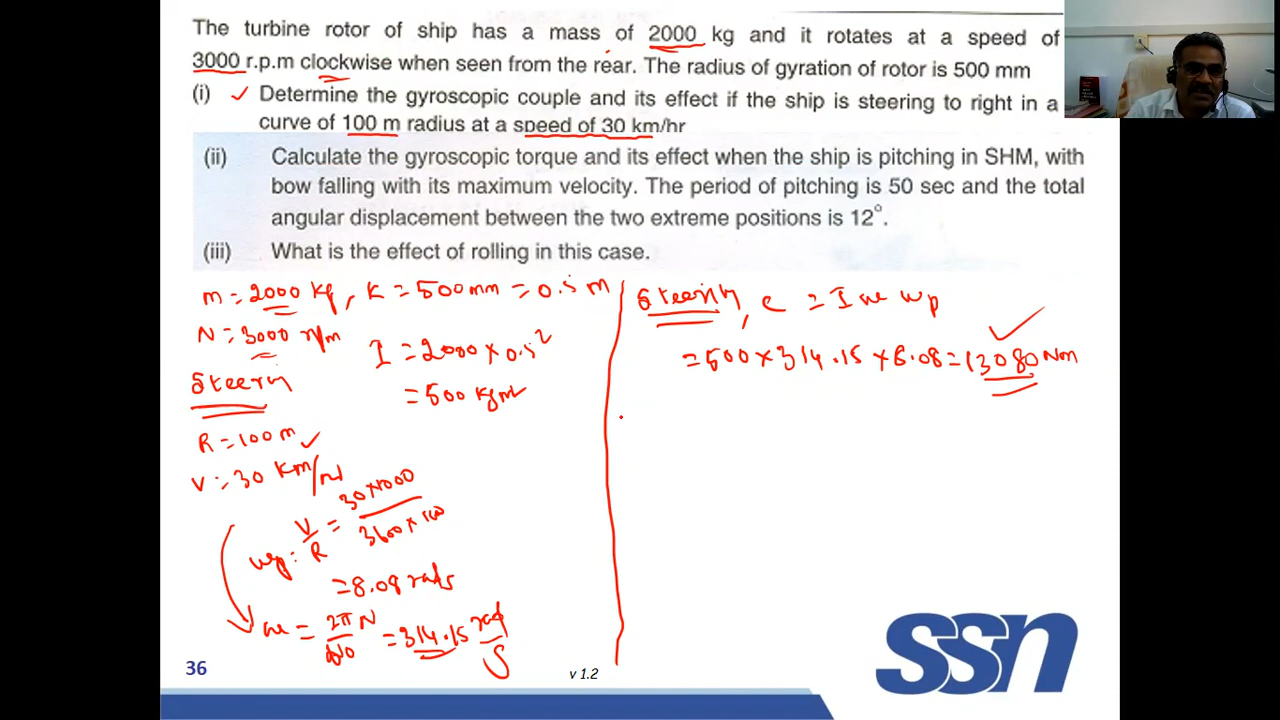 The turbine rotor of ship has a mass of 2000 kg and it rotates at a speed of
3000 r.p.m clockwise when seen from the rear. The radius of gyration of rotor is 500 mm
(i) Determine the gyroscopic couple and its effect if the ship is steering to right in a
curve of 100 m radius at a speed of 30 km/hr
(ii) Calculate the gyroscopic torque and its effect when the ship is pitching in SHM, with
bow falling with its maximum velocity. The period of pitching is 50 sec and the total
angular displacement between the two extreme positions is 12°.
(iii) What is the effect of rolling in this case.
m = 2000 kg, K = 500mm = 0.5 m
N = 3000 r/m
I = 2000 × 0.5²
= 500 kgm²
Steering
R = 100 m
V = 30 Km/
ωp = V/R = 30×1000 / 3600×100
= 8.08 rad/s
ω = 2πN/60 = 314.15 rad/s
Steering, C = I ω ωp
= 500 × 314.15 × 8.08 = 13080 Nm
36
v 1.2
ssn